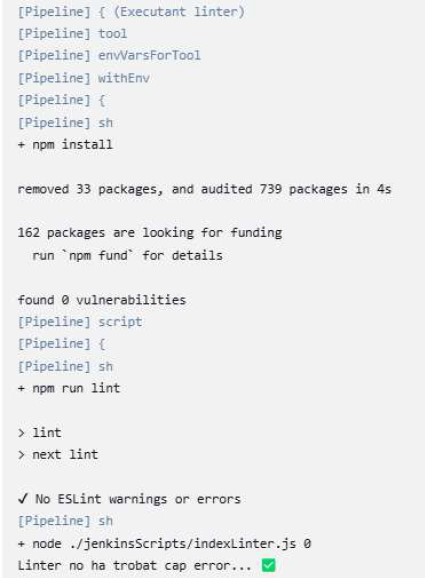 [Pipeline] { (Executant linter)
[Pipeline] tool
[Pipeline] envVarsForTool
[Pipeline] withEnv
[Pipeline] {
[Pipeline] sh
+ npm install
removed 33 packages, and audited 739 packages in 4s
162 packages are looking for funding
run `npm fund` for details
found 0 vulnerabilities
[Pipeline] script
[Pipeline] {
[Pipeline] sh
+ npm run lint
> lint
> next lint
✓ No ESLint warnings or errors
[Pipeline] sh
+ node ./jenkinsScripts/indexLinter.js 0
Linter no ha trobat cap error... ✅